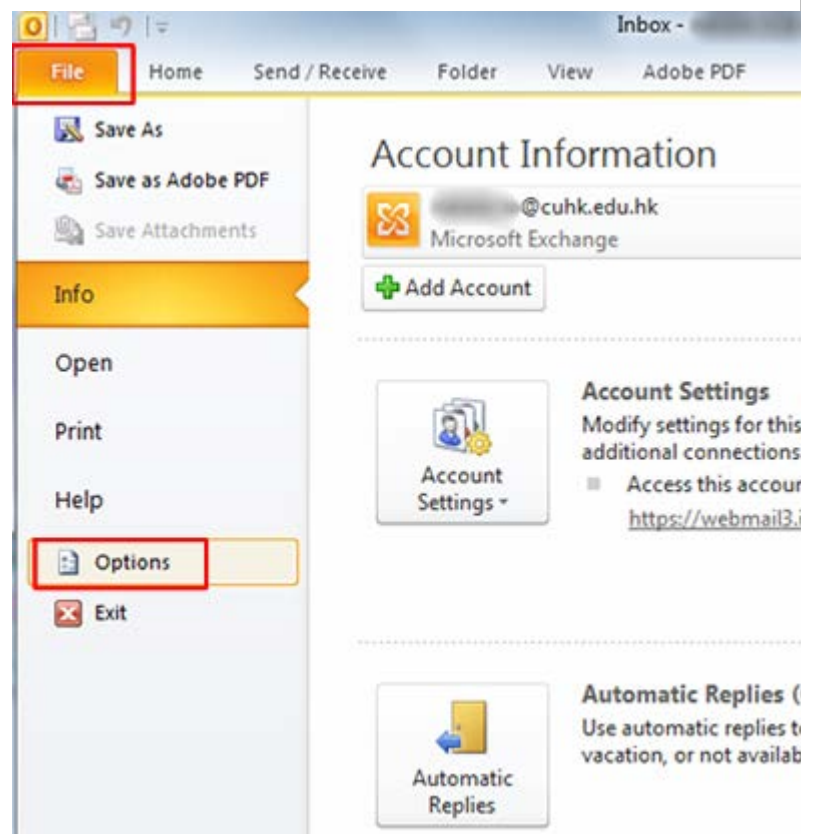 Inbox -
File Home Send / Receive Folder View Adobe PDF
Save As
Save as Adobe PDF
Save Attachments
Info
Open
Print
Help
Options
Exit
Account Information
@cuhk.edu.hk
Microsoft Exchange
Add Account
Account
Settings
Account Settings
Modify settings for this
additional connections
Access this accour
https://webmail3.i
Automatic
Replies
Automatic Replies (
Use automatic replies to
vacation, or not availab